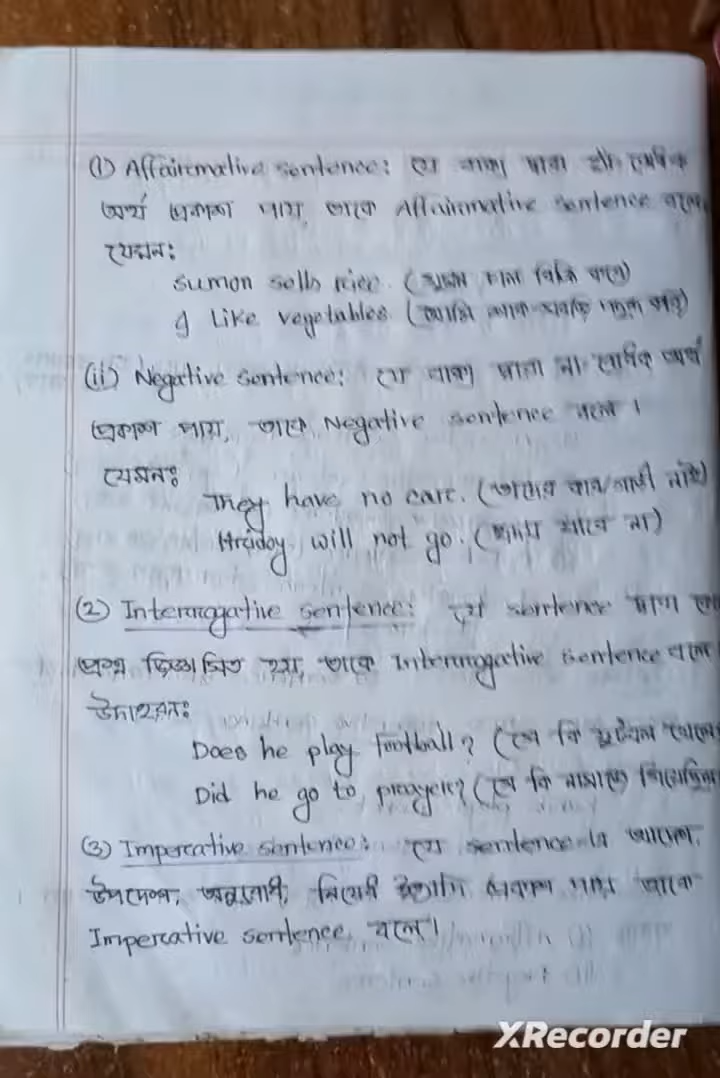 (i) Affairmative sentence: যে বাক্য দ্বারা হাঁ বোধক
অর্থ প্রকাশ পায়, তাকে Affairmative sentence বলে।
যেমন:
Sumon sells rice. (সুমন চাল বিক্রি করে)
I Like vegetables. (আমি শাক-সবজি পছন্দ করি)
(ii) Negative sentence: যে বাক্য দ্বারা না বোধক অর্থ
প্রকাশ পায়, তাকে Negative sentence বলে।
যেমনঃ
They have no car. (তাদের কার/গাড়ী নাই)
Hridoy will not go. (হৃদয় যাবে না)
(2) Interrogative sentence: যে sentence দ্বারা
প্রশ্ন জিজ্ঞাসিত হয়, তাকে Interrogative sentence বলে
উদাহরনঃ
Does he play football? (সে কি ফুটবল খেলে
Did he go to prayer? (সে কি নামাজে গিয়েছিল
(3) Imperative sentence: যে sentence এ আদেশ,
উপদেশ, অনুরোধ, নিষেধ ইত্যাদি প্রকাশ পায় তাকে
Imperative sentence বলে।
XRecorder